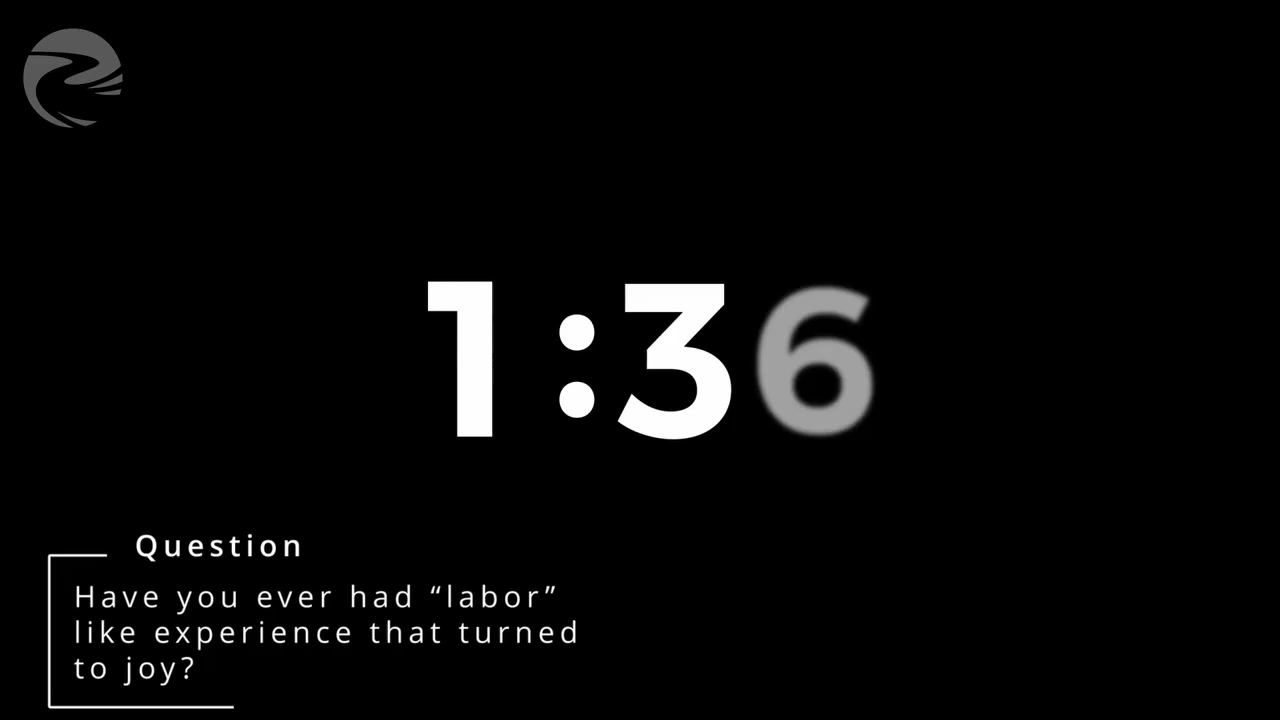 1:36
Question
Have you ever had “labor”
like experience that turned
to joy?